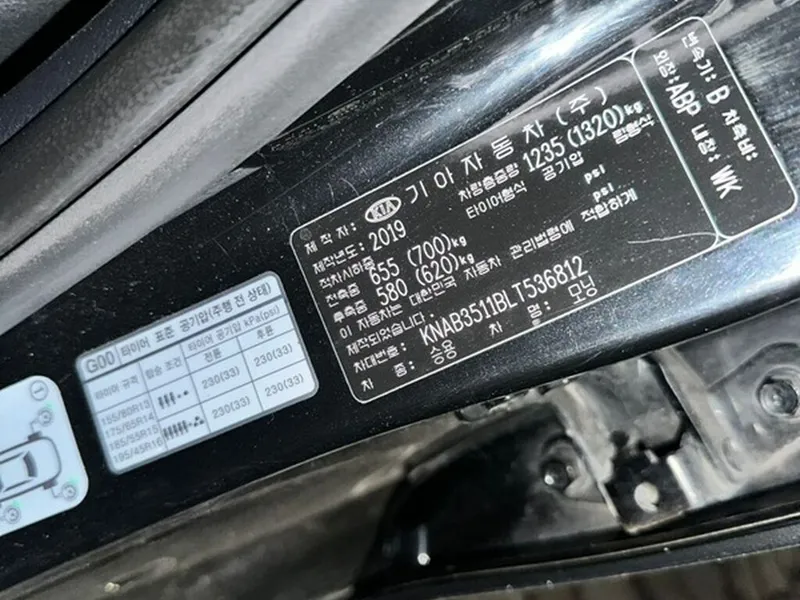 제 작 자: KIA 기 아 자 동 차 ( 주 )
제작년도: 2019 차량총중량 1235 (1320)kg
적차시하중 타이어형식 공기압 림형식
전축중 655 (700)kg psi
후축중 580 (620)kg psi
이 자동차는 대한민국 자동차 관리법령에 적합하게
제작되었습니다.
차대번호: KNAB3511BLT536812
차 종: 승용 차 명: 모닝
변속기: B 차축비:
외장: ABP 내장: WK
G00 타이어 표준 공기압(주행 전 상태)
타이어 규격 탑승 조건 타이어 공기압 kPa(psi)
전륜 후륜
155/80R13
175/65R14
185/55R15
195/45R16
230(33) 230(33)
230(33) 230(33)